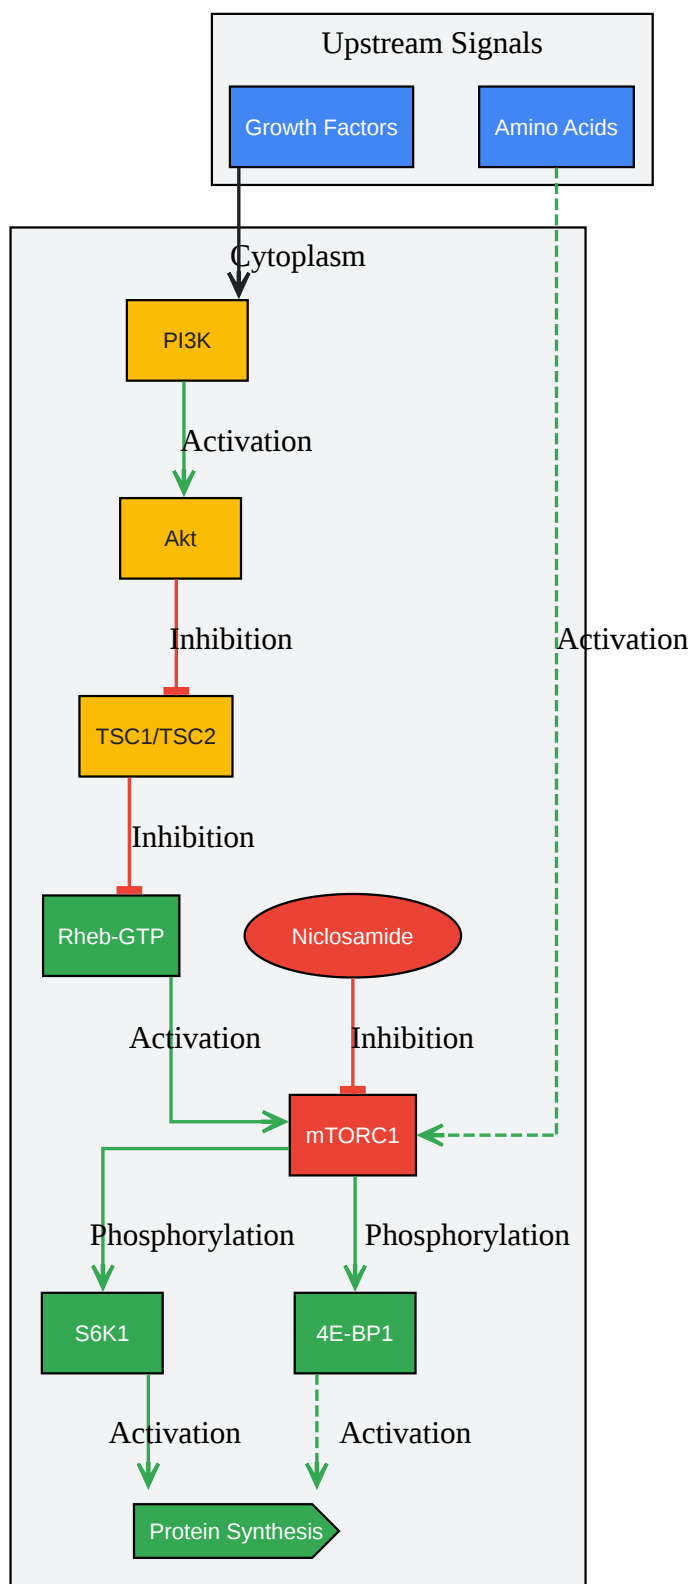 Upstream Signals
Growth Factors
Amino Acids
Cytoplasm
PI3K
Activation
Akt
Inhibition
Activation
TSC1/TSC2
Inhibition
Rheb-GTP
Niclosamide
Activation
Inhibition
mTORC1
Phosphorylation
Phosphorylation
S6K1
4E-BP1
Activation
Activation
Protein Synthesis